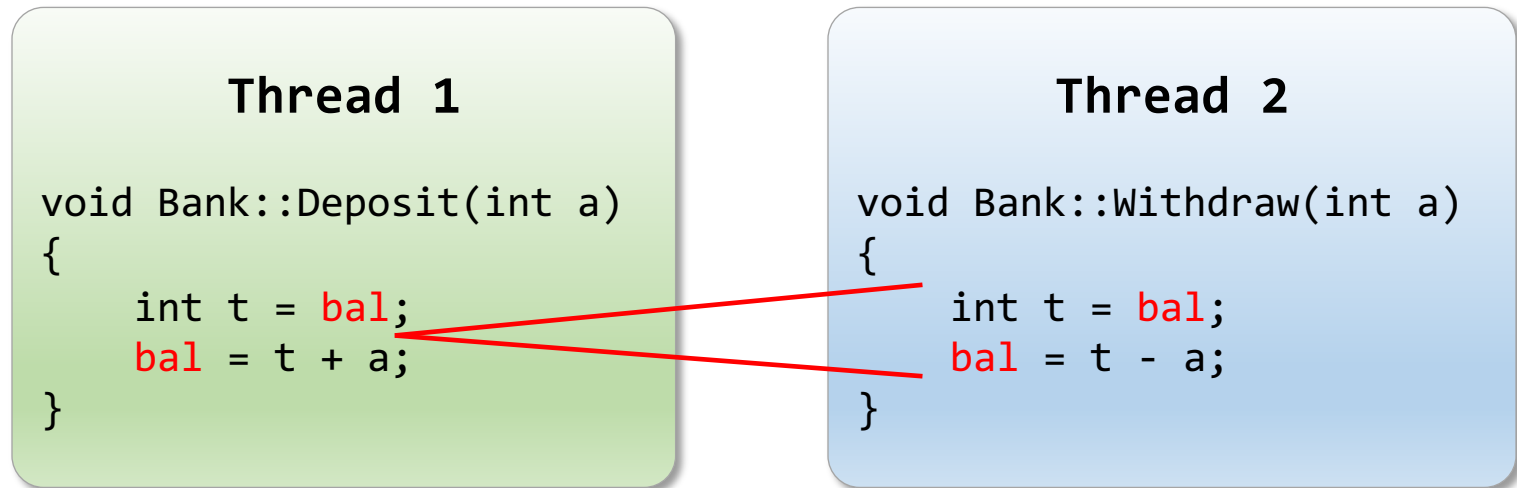 Thread 1
void Bank::Deposit(int a)
{
    int t = bal;
    bal = t + a;
}
Thread 2
void Bank::Withdraw(int a)
{
    int t = bal;
    bal = t - a;
}